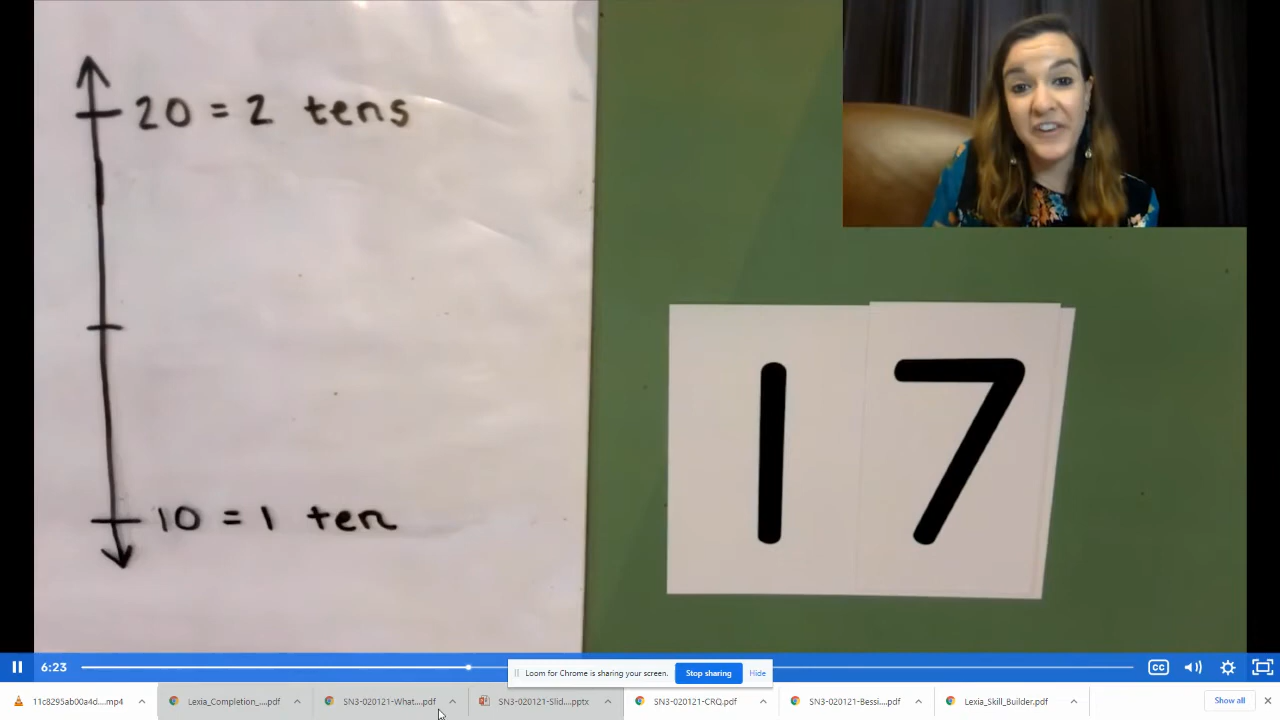 20 = 2 tens
10 = 1 ten
17
6:23
CC
Loom for Chrome is sharing your screen.
Stop sharing
Hide
11c8295ab00a4d....mp4
Lexia_Completion_....pdf
SN3-020121-What....pdf
SN3-020121-Slid....pptx
SN3-020121-CRQ.pdf
SN3-020121-Bessi....pdf
Lexia_Skill_Builder.pdf
Show all